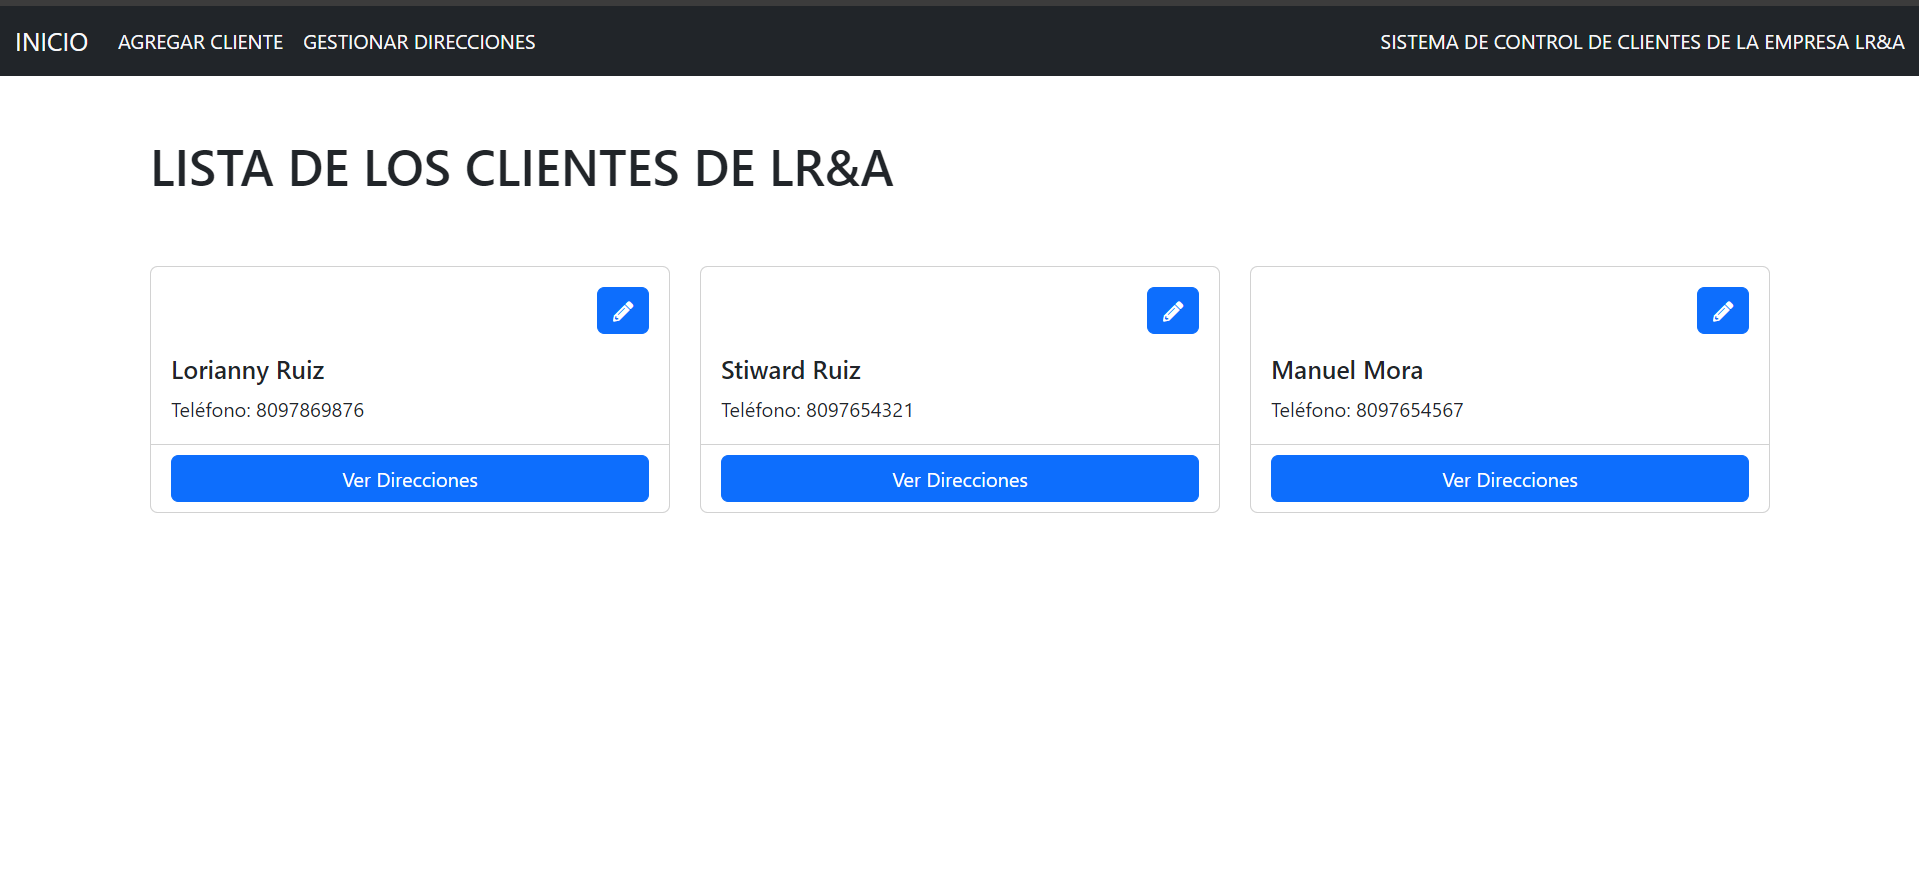 INICIO AGREGAR CLIENTE GESTIONAR DIRECCIONES SISTEMA DE CONTROL DE CLIENTES DE LA EMPRESA LR&A
LISTA DE LOS CLIENTES DE LR&A
Lorianny Ruiz
Teléfono: 8097869876
Ver Direcciones
Stiward Ruiz
Teléfono: 8097654321
Ver Direcciones
Manuel Mora
Teléfono: 8097654567
Ver Direcciones